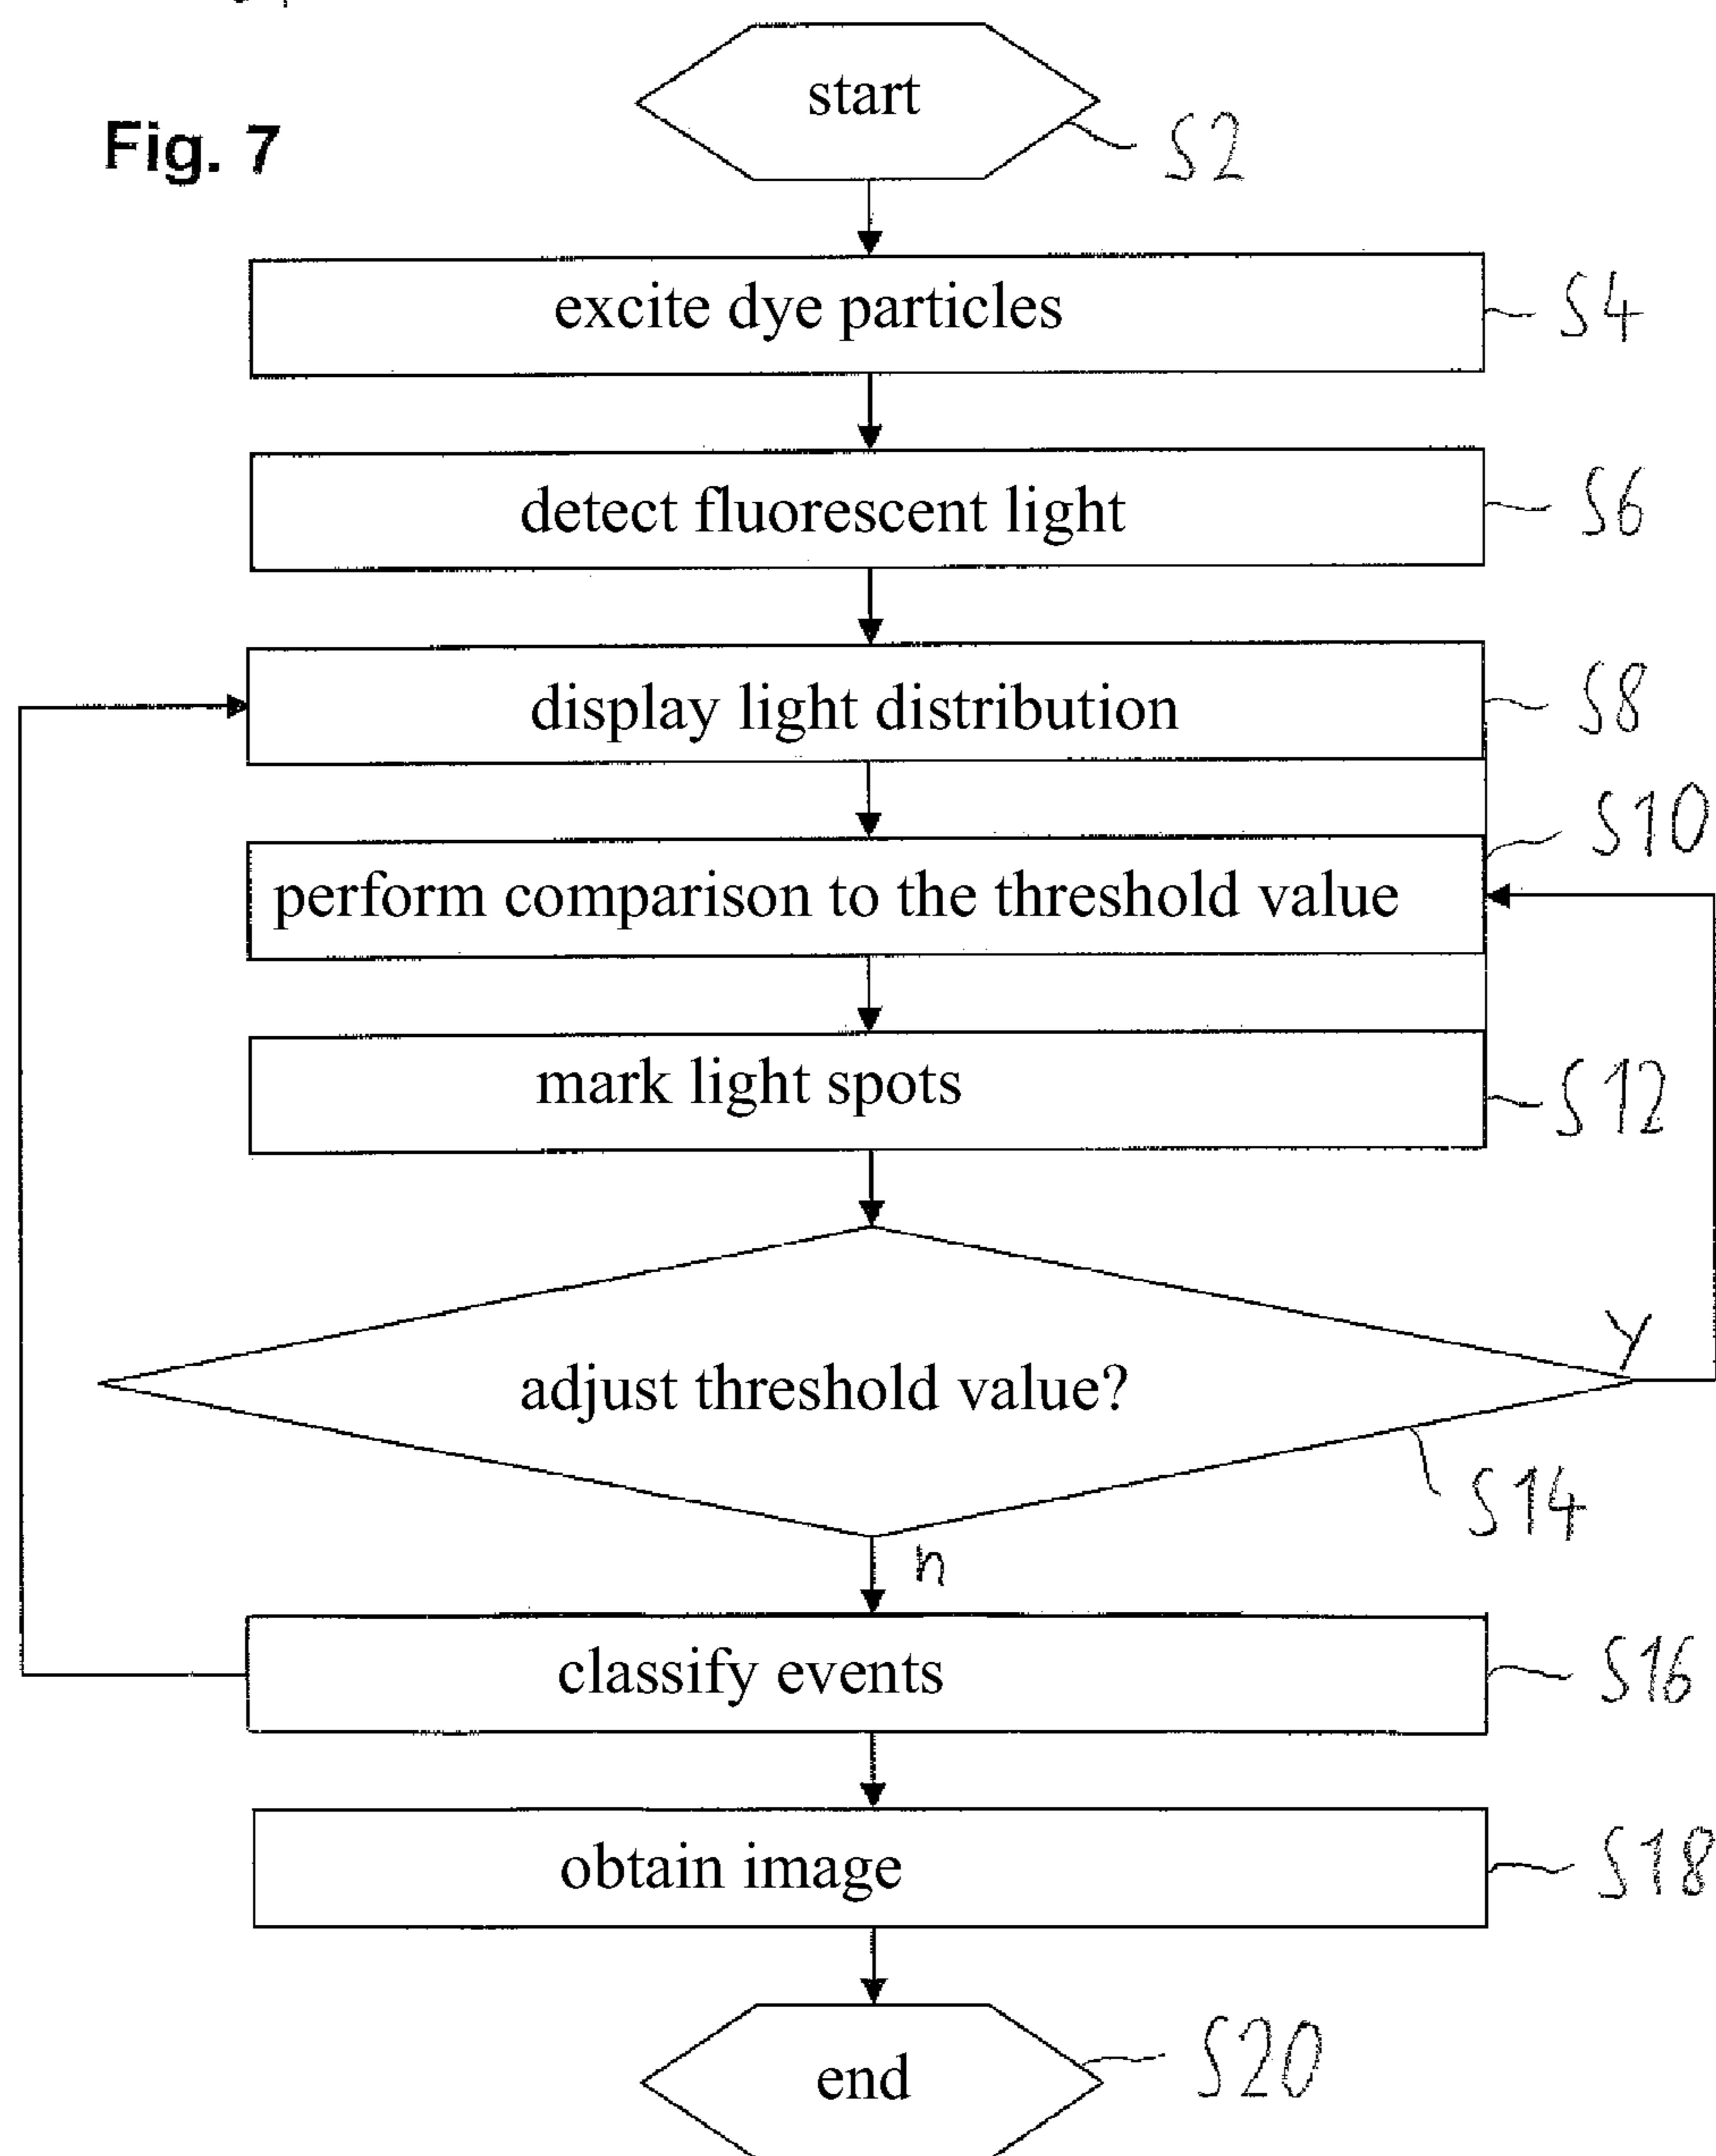 Fig. 7
start
S2
excite dye particles
S4
detect fluorescent light
S6
display light distribution
S8
S10
perform comparison to the threshold value
mark light spots
S12
Y
adjust threshold value?
S14
n
classify events
S16
obtain image
S18
end
S20